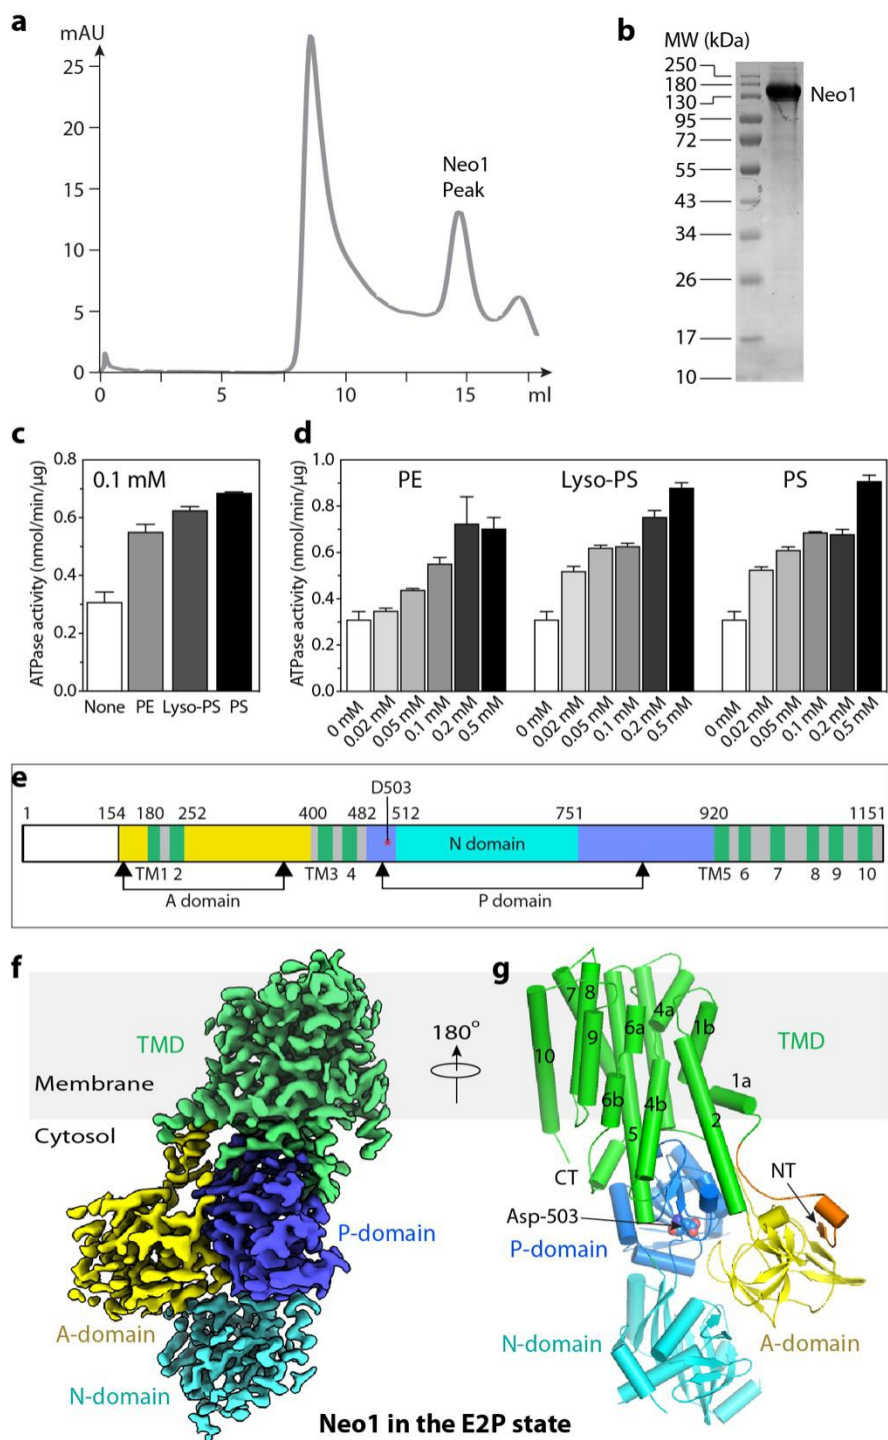 a
mAU
25
20
15
10
5
0
Neo1
Peak
0 5 10 15 ml
b
MW (kDa)
250
180
130
95
72
55
43
34
26
17
10
Neo1
c
0.1 mM
ATPase activity (nmol/min/μg)
0.8
0.6
0.4
0.2
0.0
None PE Lyso-PS PS
d
PE Lyso-PS PS
ATPase activity (nmol/min/μg)
1.0
0.8
0.6
0.4
0.2
0.0
0 mM 0.02 mM 0.05 mM 0.1 mM 0.2 mM 0.5 mM
0 mM 0.02 mM 0.05 mM 0.1 mM 0.2 mM 0.5 mM
0 mM 0.02 mM 0.05 mM 0.1 mM 0.2 mM 0.5 mM
e
D503
1 154 180 252 400 482 512 751 920 1151
N domain
TM1 2 TM3 4 TM5 6 7 8 9 10
A domain P domain
f
TMD
Membrane
Cytosol
P-domain
A-domain
N-domain
180°
g
7 8 4a
6a 1b
9
10
TMD
1a
6b 4b 2
5
CT
NT
Asp-503
P-domain
N-domain
A-domain
Neo1 in the E2P state